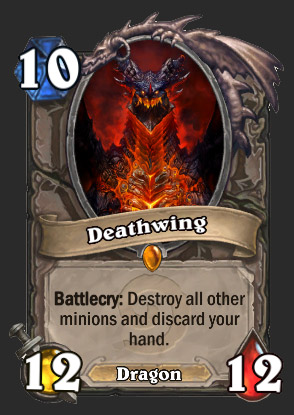 10
Deathwing
Battlecry: Destroy all other
minions and discard your
hand.
12
Dragon
12